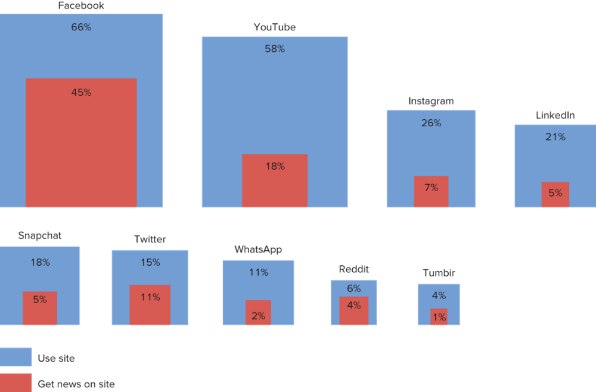 Facebook
66%
45%
YouTube
58%
18%
Instagram
26%
7%
LinkedIn
21%
5%
Snapchat
18%
5%
Twitter
15%
11%
WhatsApp
11%
2%
Reddit
6%
4%
Tumbir
4%
1%
Use site
Get news on site